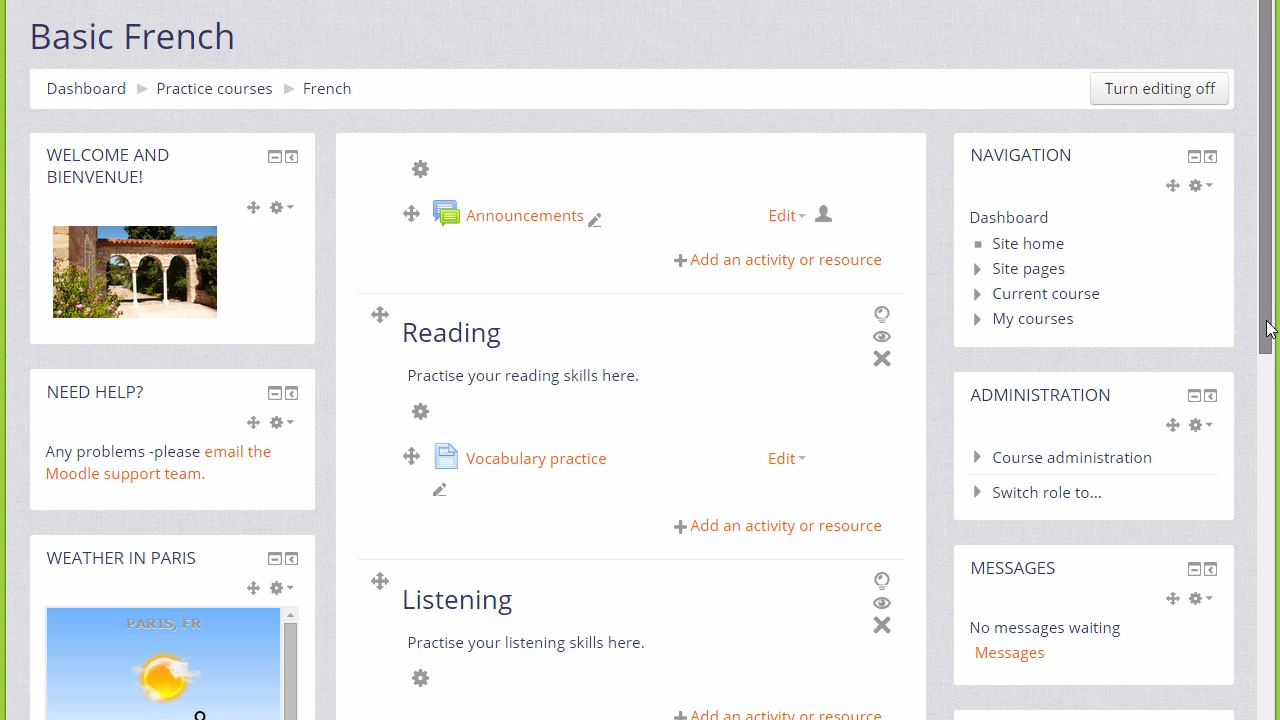 Basic French
Dashboard
Practice courses
French
Turn editing off
WELCOME AND
BIENVENUE!
NEED HELP?
Any problems -please email the
Moodle support team.
WEATHER IN PARIS
PARIS, FR
Announcements
Edit
Add an activity or resource
Reading
Practise your reading skills here.
Vocabulary practice
Edit
Add an activity or resource
Listening
Practise your listening skills here.
Add an activity or resource
NAVIGATION
Dashboard
Site home
Site pages
Current course
My courses
ADMINISTRATION
Course administration
Switch role to...
MESSAGES
No messages waiting
Messages